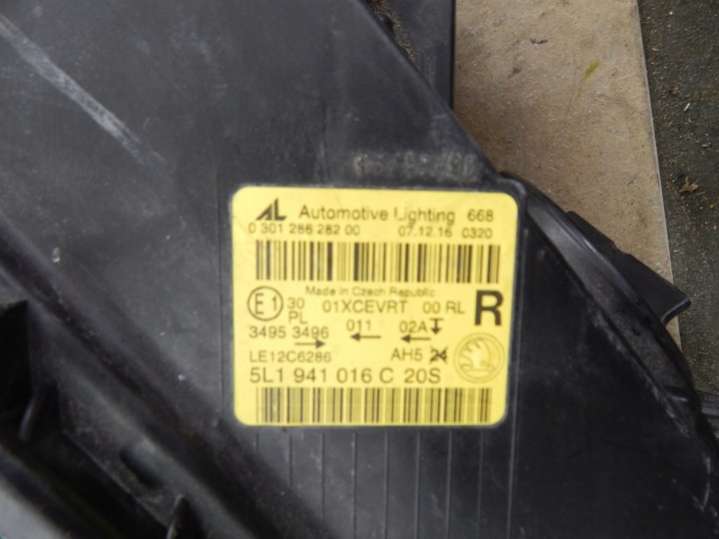 AL Automotive Lighting 668
0 301 286 282 00 07.12.16 0320
Made in Czech Republic
E1 30 01XCEVRT 00 RL R
PL 011 02A
3495 3496
LE12C6286 AH5 24
5L1 941 016 C 20S